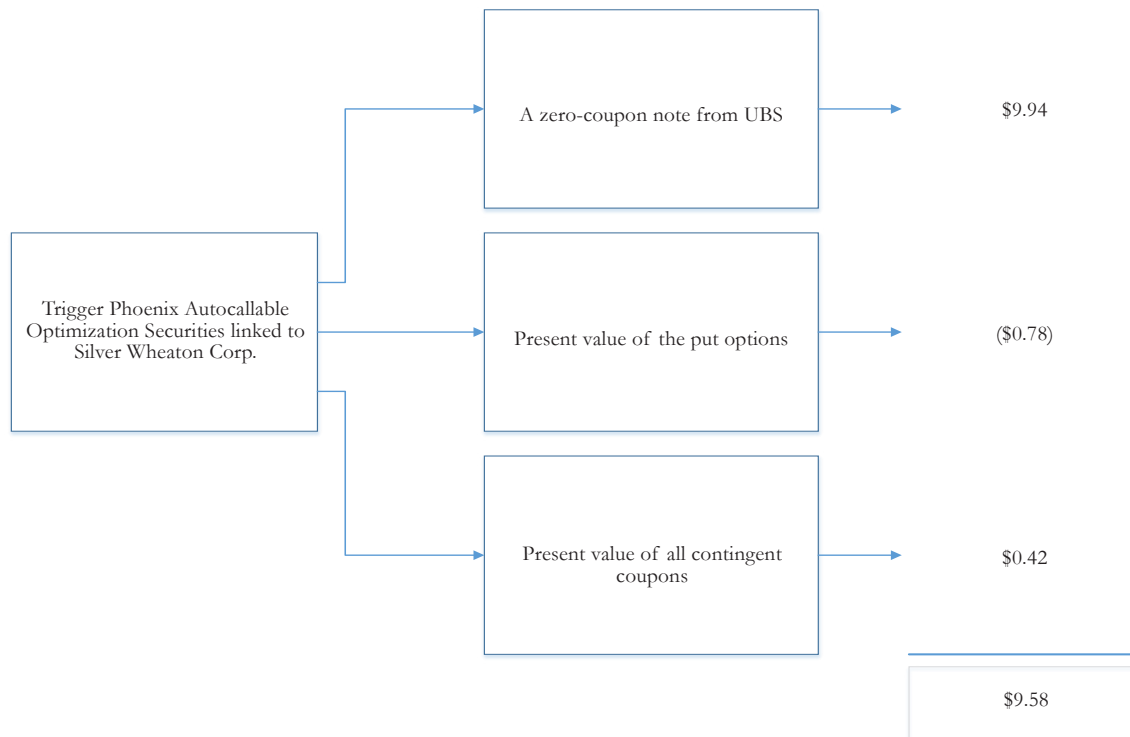 A zero-coupon note from UBS
$9.94
Trigger Phoenix Autocallable
Optimization Securities linked to
Silver Wheaton Corp.
Present value of the put options
($0.78)
Present value of all contingent
coupons
$0.42
$9.58